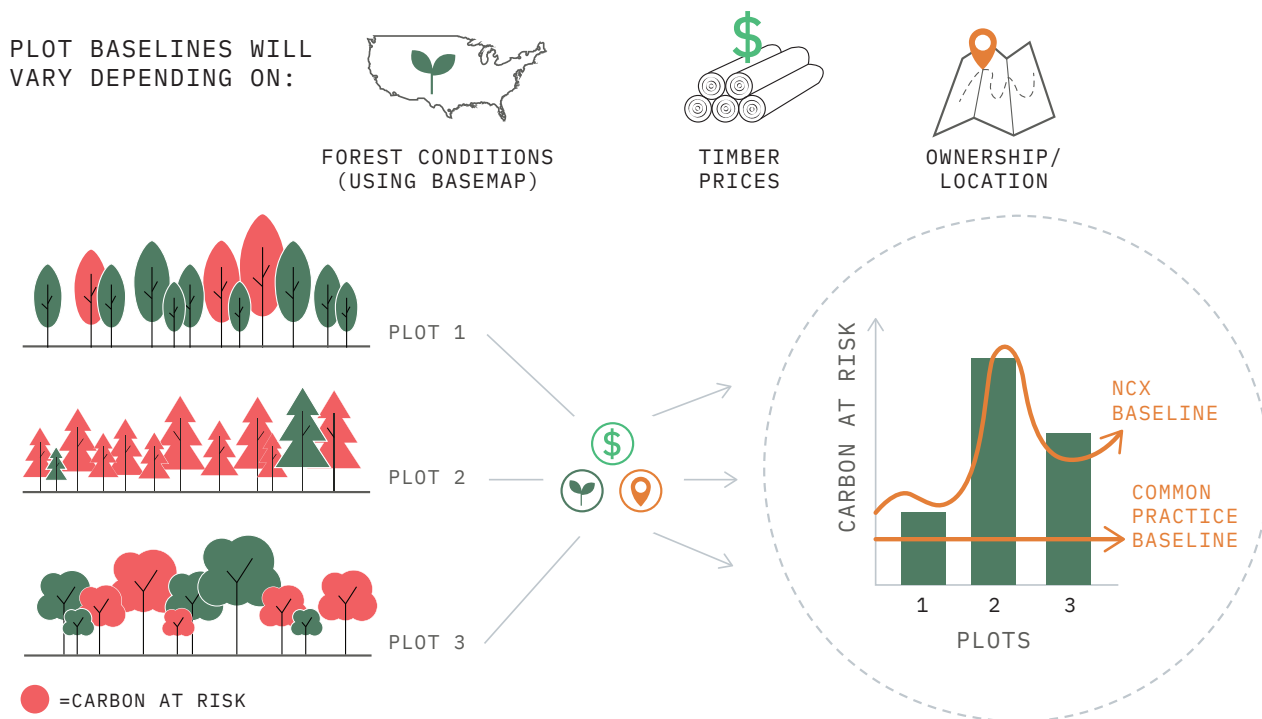 PLOT BASELINES WILL
VARY DEPENDING ON:
$
FOREST CONDITIONS
(USING BASEMAP)
TIMBER
PRICES
OWNERSHIP/
LOCATION
PLOT 1
PLOT 2
PLOT 3
$
=CARBON AT RISK
CARBON AT RISK
NCX
BASELINE
COMMON
PRACTICE
BASELINE
1 2 3
PLOTS